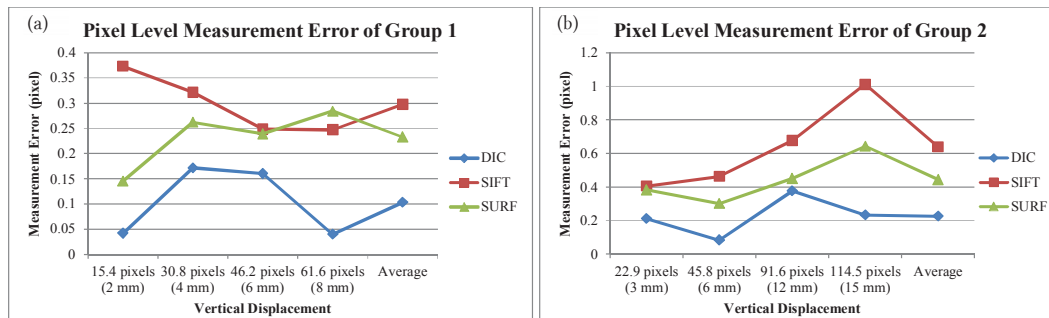 (a)
Pixel Level Measurement Error of Group 1
Measurement Error (pixel)
0.4
0.35
0.3
0.25
0.2
0.15
0.1
0.05
0
15.4 pixels (2 mm)
30.8 pixels (4 mm)
46.2 pixels (6 mm)
61.6 pixels (8 mm)
Average
Vertical Displacement
DIC
SIFT
SURF
(b)
Pixel Level Measurement Error of Group 2
Measurement Error (pixel)
1.2
1
0.8
0.6
0.4
0.2
0
22.9 pixels (3 mm)
45.8 pixels (6 mm)
91.6 pixels (12 mm)
114.5 pixels (15 mm)
Average
Vertical Displacement
DIC
SIFT
SURF